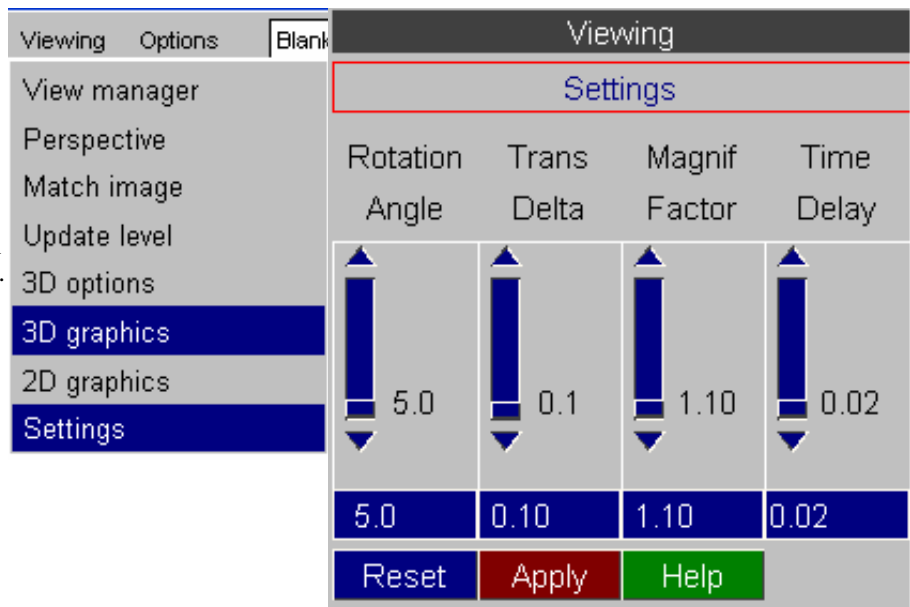 Viewing Options Blank
View manager
Perspective
Match image
Update level
3D options
3D graphics
2D graphics
Settings
Viewing
Settings
Rotation Trans Magnif Time
Angle Delta Factor Delay
5.0 0.1 1.10 0.02
5.0 0.10 1.10 0.02
Reset Apply Help